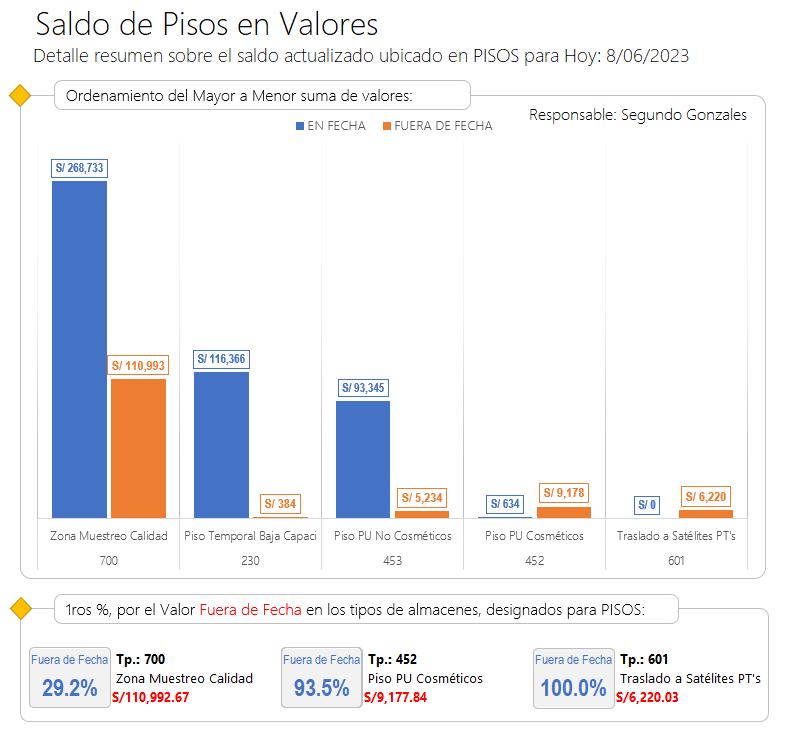 Saldo de Pisos en Valores
Detalle resumen sobre el saldo actualizado ubicado en PISOS para Hoy: 8/06/2023
Ordenamiento del Mayor a Menor suma de valores:
Responsable: Segundo Gonzales
EN FECHA FUERA DE FECHA
S/ 268,733
S/ 110,993
S/ 116,366
S/ 384
S/ 93,345
S/ 5,234
S/ 634
S/ 9,178
S/ 0
S/ 6,220
Zona Muestreo Calidad
Piso Temporal Baja Capaci
Piso PU No Cosméticos
Piso PU Cosméticos
Traslado a Satélites PT's
700
230
453
452
601
1ros %, por el Valor Fuera de Fecha en los tipos de almacenes, designados para PISOS:
Fuera de Fecha
29.2%
Tp.: 700
Zona Muestreo Calidad
S/110,992.67
Fuera de Fecha
93.5%
Tp.: 452
Piso PU Cosméticos
S/9,177.84
Fuera de Fecha
100.0%
Tp.: 601
Traslado a Satélites PT's
S/6,220.03